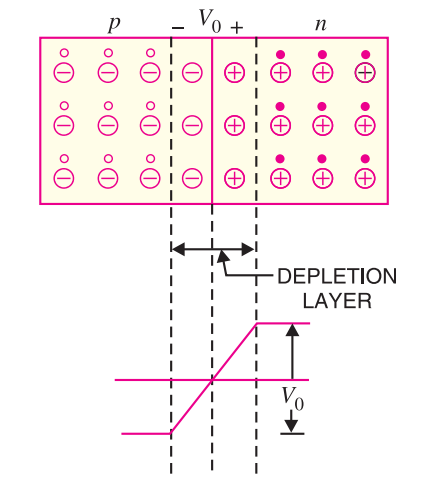 p − V₀ + n
DEPLETION
LAYER
V₀